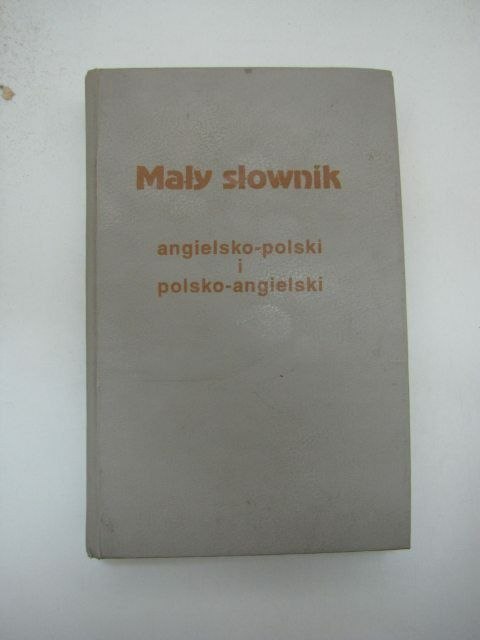 Mały słownik
angielsko-polski
i
polsko-angielski